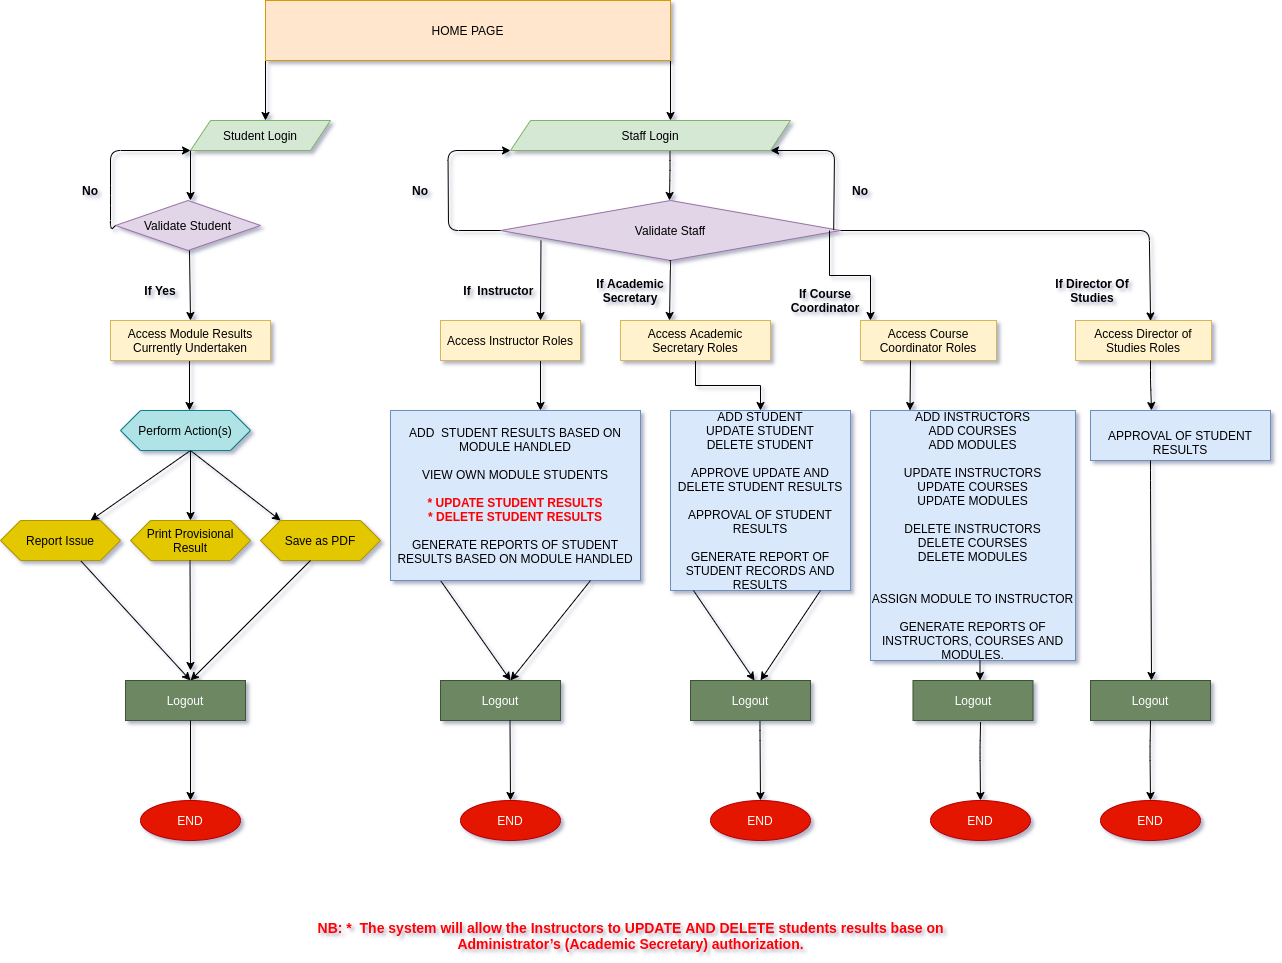 HOME PAGE
Student Login
Staff Login
No
No
No
Validate Student
Validate Staff
If Yes
If  Instructor
If Academic
Secretary
If Course
Coordinator
If Director Of
Studies
Access Module Results
Currently Undertaken
Access Instructor Roles
Access Academic
Secretary Roles
Access Course
Coordinator Roles
Access Director of
Studies Roles
Perform Action(s)
Report Issue
Print Provisional
Result
Save as PDF
ADD  STUDENT RESULTS BASED ON
MODULE HANDLED
VIEW OWN MODULE STUDENTS
* UPDATE STUDENT RESULTS
* DELETE STUDENT RESULTS
GENERATE REPORTS OF STUDENT
RESULTS BASED ON MODULE HANDLED
ADD STUDENT
UPDATE STUDENT
DELETE STUDENT
APPROVE UPDATE AND
DELETE STUDENT RESULTS
APPROVAL OF STUDENT
RESULTS
GENERATE REPORT OF
STUDENT RECORDS AND
RESULTS
ADD INSTRUCTORS
ADD COURSES
ADD MODULES
UPDATE INSTRUCTORS
UPDATE COURSES
UPDATE MODULES
DELETE INSTRUCTORS
DELETE COURSES
DELETE MODULES
ASSIGN MODULE TO INSTRUCTOR
GENERATE REPORTS OF
INSTRUCTORS, COURSES AND
MODULES.
APPROVAL OF STUDENT
RESULTS
Logout
Logout
Logout
Logout
Logout
END
END
END
END
END
NB: *  The system will allow the Instructors to UPDATE AND DELETE students results base on
Administrator’s (Academic Secretary) authorization.